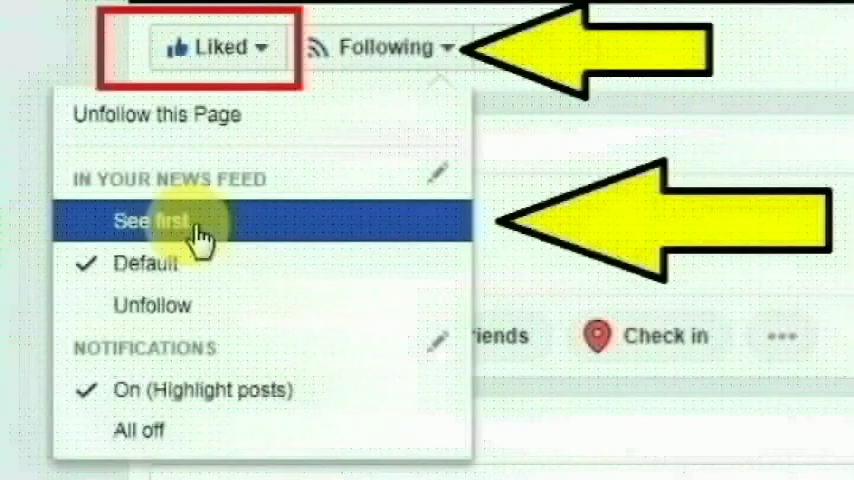 Liked Following
Unfollow this Page
IN YOUR NEWS FEED
See first
Default
Unfollow
riends Check in
NOTIFICATIONS
On (Highlight posts)
All off